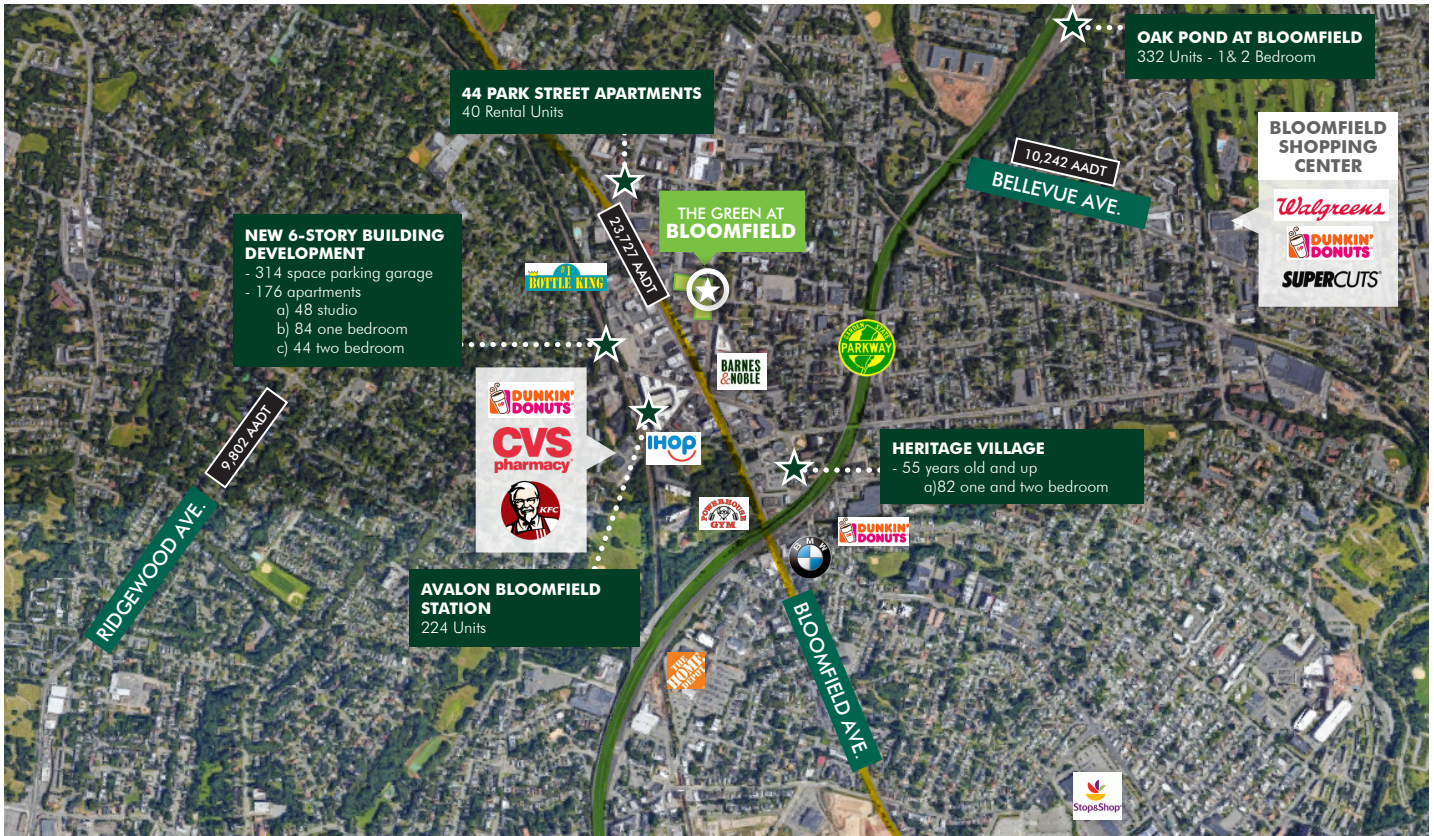 OAK POND AT BLOOMFIELD
332 Units - 1& 2 Bedroom
44 PARK STREET APARTMENTS
40 Rental Units
BLOOMFIELD
SHOPPING
CENTER
Walgreens
DUNKIN'
DONUTS
SUPERCUTS
10,242 AADT
BELLEVUE AVE.
THE GREEN AT
BLOOMFIELD
23,727 AADT
NEW 6-STORY BUILDING
DEVELOPMENT
- 314 space parking garage
- 176 apartments
a) 48 studio
b) 84 one bedroom
c) 44 two bedroom
#1
BOTTLE KING
GARDEN STATE
PARKWAY
BARNES
&NOBLE
DUNKIN'
DONUTS
CVS
pharmacy
KFC
IHOP
9,802 AADT
RIDGEWOOD AVE.
HERITAGE VILLAGE
- 55 years old and up
a)82 one and two bedroom
POWERHOUSE
GYM
DUNKIN'
DONUTS
BMW
AVALON BLOOMFIELD
STATION
224 Units
THE
HOME
DEPOT
BLOOMFIELD AVE.
Stop&Shop